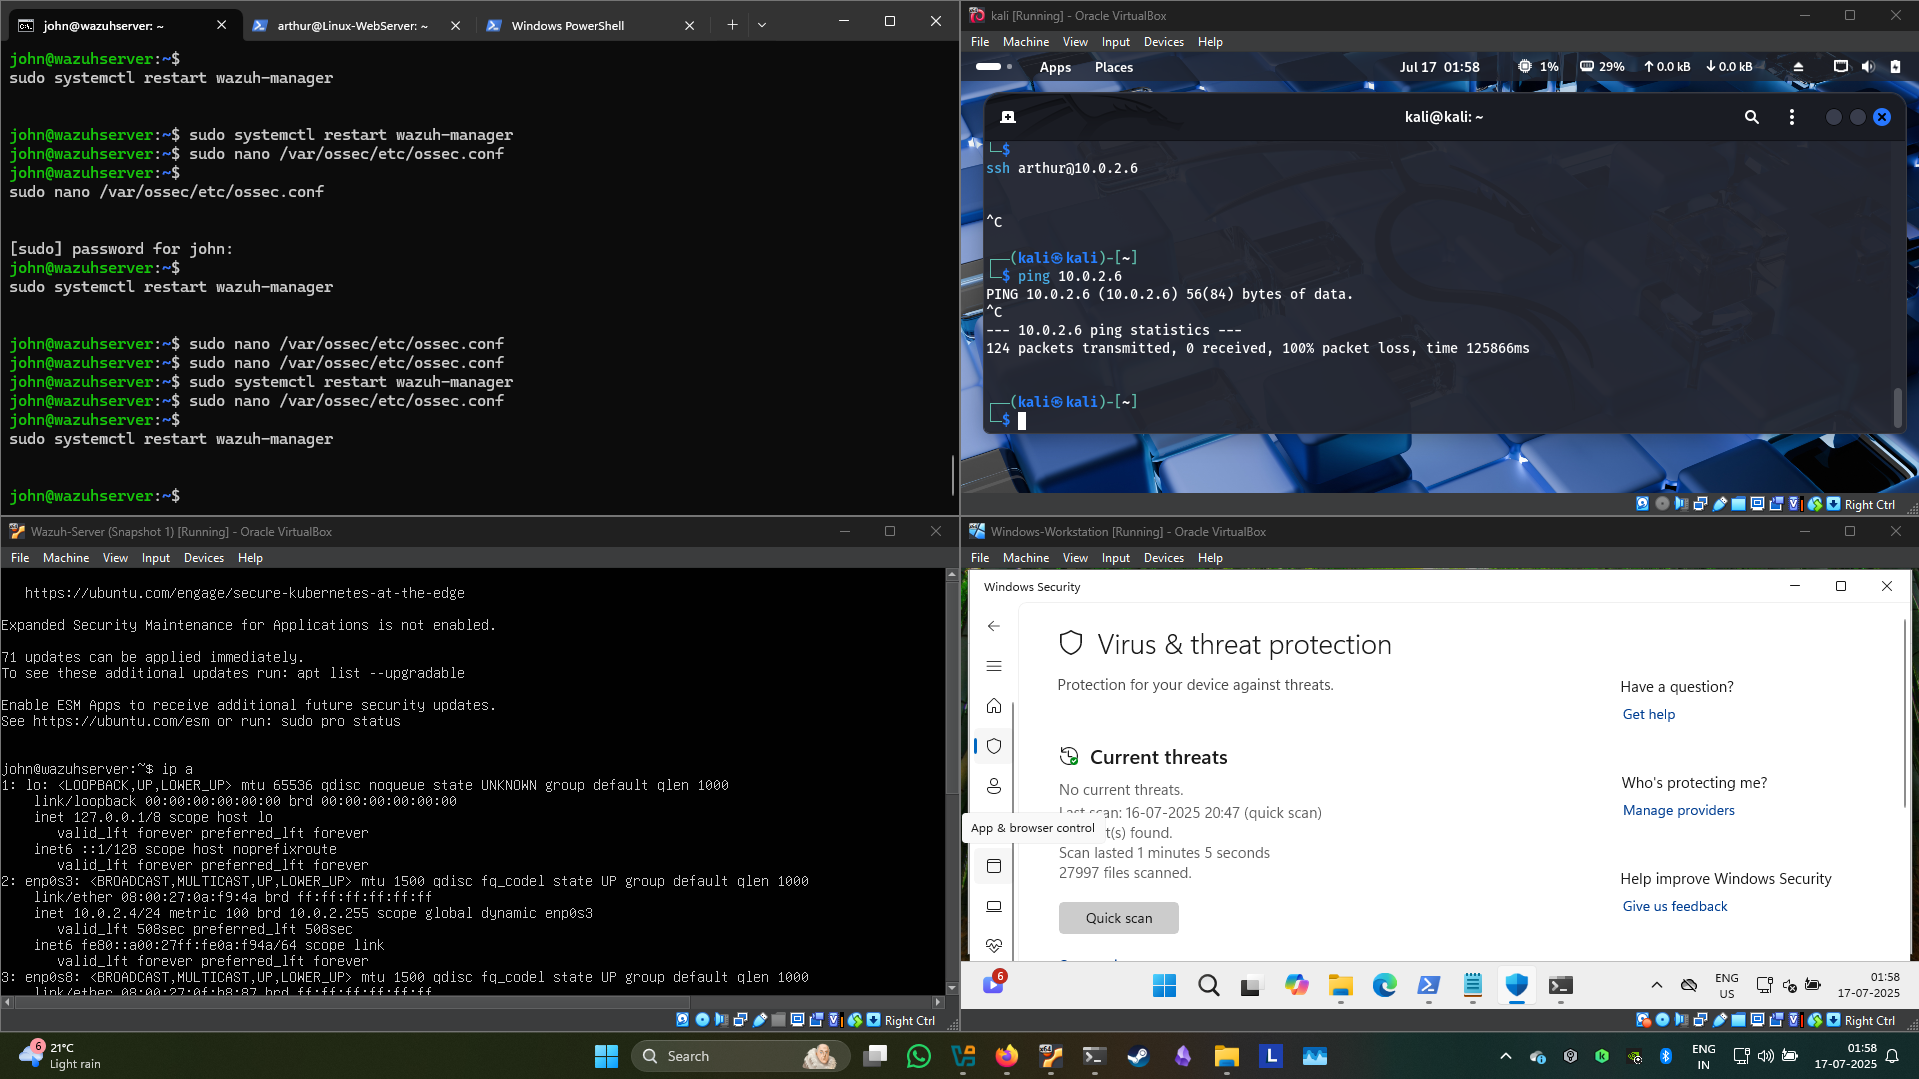 john@wazuhserver: ~
arthur@Linux-WebServer: ~
Windows PowerShell
john@wazuhserver:~$
sudo systemctl restart wazuh-manager
john@wazuhserver:~$ sudo systemctl restart wazuh-manager
john@wazuhserver:~$ sudo nano /var/ossec/etc/ossec.conf
john@wazuhserver:~$
sudo nano /var/ossec/etc/ossec.conf
[sudo] password for john:
john@wazuhserver:~$
sudo systemctl restart wazuh-manager
john@wazuhserver:~$ sudo nano /var/ossec/etc/ossec.conf
john@wazuhserver:~$ sudo nano /var/ossec/etc/ossec.conf
john@wazuhserver:~$ sudo systemctl restart wazuh-manager
john@wazuhserver:~$ sudo nano /var/ossec/etc/ossec.conf
john@wazuhserver:~$
sudo systemctl restart wazuh-manager
john@wazuhserver:~$
kali [Running] - Oracle VirtualBox
File Machine View Input Devices Help
Apps Places Jul 17 01:58 1% 29% ↑0.0 kB ↓0.0 kB
kali@kali: ~
└─$
ssh arthur@10.0.2.6
^C
┌──(kali㉿kali)-[~]
└─$ ping 10.0.2.6
PING 10.0.2.6 (10.0.2.6) 56(84) bytes of data.
^C
--- 10.0.2.6 ping statistics ---
124 packets transmitted, 0 received, 100% packet loss, time 125866ms
┌──(kali㉿kali)-[~]
└─$
Right Ctrl
Wazuh-Server (Snapshot 1) [Running] - Oracle VirtualBox
File Machine View Input Devices Help
https://ubuntu.com/engage/secure-kubernetes-at-the-edge
Expanded Security Maintenance for Applications is not enabled.
71 updates can be applied immediately.
To see these additional updates run: apt list --upgradable
Enable ESM Apps to receive additional future security updates.
See https://ubuntu.com/esm or run: sudo pro status
john@wazuhserver:~$ ip a
1: lo: <LOOPBACK,UP,LOWER_UP> mtu 65536 qdisc noqueue state UNKNOWN group default qlen 1000
link/loopback 00:00:00:00:00:00 brd 00:00:00:00:00:00
inet 127.0.0.1/8 scope host lo
valid_lft forever preferred_lft forever
inet6 ::1/128 scope host noprefixroute
valid_lft forever preferred_lft forever
2: enp0s3: <BROADCAST,MULTICAST,UP,LOWER_UP> mtu 1500 qdisc fq_codel state UP group default qlen 1000
link/ether 08:00:27:0a:f9:4a brd ff:ff:ff:ff:ff:ff
inet 10.0.2.4/24 metric 100 brd 10.0.2.255 scope global dynamic enp0s3
valid_lft 508sec preferred_lft 508sec
inet6 fe80::a00:27ff:fe0a:f94a/64 scope link
valid_lft forever preferred_lft forever
3: enp0s8: <BROADCAST,MULTICAST,UP,LOWER_UP> mtu 1500 qdisc fq_codel state UP group default qlen 1000
link/ether 08:00:27:0f:b8:87 brd ff:ff:ff:ff:ff:ff
Right Ctrl
Windows-Workstation [Running] - Oracle VirtualBox
File Machine View Input Devices Help
Windows Security
Virus & threat protection
Protection for your device against threats.
Current threats
No current threats.
Last scan: 16-07-2025 20:47 (quick scan)
App & browser control
t(s) found.
Scan lasted 1 minutes 5 seconds
27997 files scanned.
Quick scan
Have a question?
Get help
Who's protecting me?
Manage providers
Help improve Windows Security
Give us feedback
6
ENG
US
01:58
17-07-2025
Right Ctrl
6
21°C
Light rain
Search
ENG
IN
01:58
17-07-2025